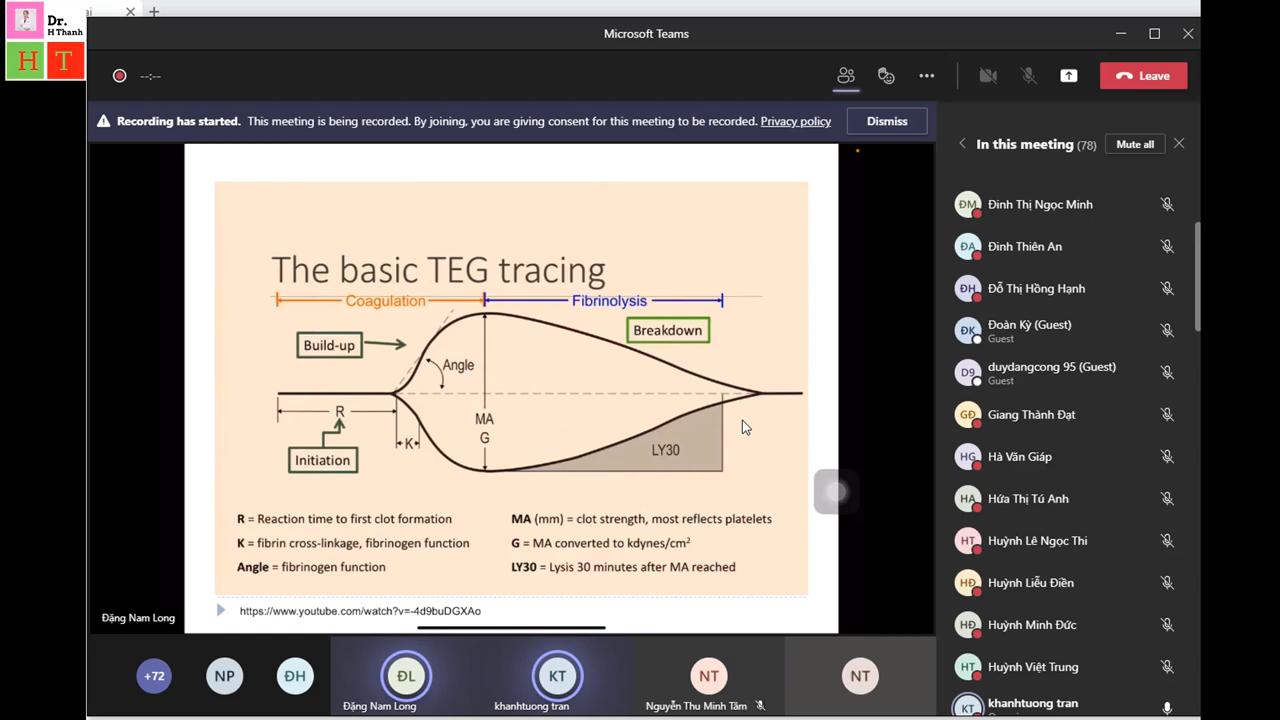 Dr.
H Thanh
H T
ai
Microsoft Teams
--:--
Leave
Recording has started. This meeting is being recorded. By joining, you are giving consent for this meeting to be recorded. Privacy policy
Dismiss
In this meeting (78)
Mute all
The basic TEG tracing
Coagulation
Fibrinolysis
Breakdown
Build-up
Angle
R
MA
G
K
Initiation
LY30
R = Reaction time to first clot formation
K = fibrin cross-linkage, fibrinogen function
Angle = fibrinogen function
MA (mm) = clot strength, most reflects platelets
G = MA converted to kdynes/cm²
LY30 = Lysis 30 minutes after MA reached
https://www.youtube.com/watch?v=-4d9buDGXAo
Đặng Nam Long
ĐM
Đinh Thị Ngọc Minh
ĐA
Đinh Thiên An
ĐH
Đỗ Thị Hồng Hạnh
ĐK
Đoàn Kỳ (Guest)
Guest
D9
duydangcong 95 (Guest)
Guest
GĐ
Giang Thành Đạt
HG
Hà Văn Giáp
HA
Hứa Thị Tú Anh
HT
Huỳnh Lê Ngọc Thi
HĐ
Huỳnh Liễu Điền
HĐ
Huỳnh Minh Đức
HT
Huỳnh Việt Trung
KT
khanhtuong tran
+72
NP
ĐH
ĐL
Đặng Nam Long
KT
khanhtuong tran
NT
Nguyễn Thu Minh Tâm
NT